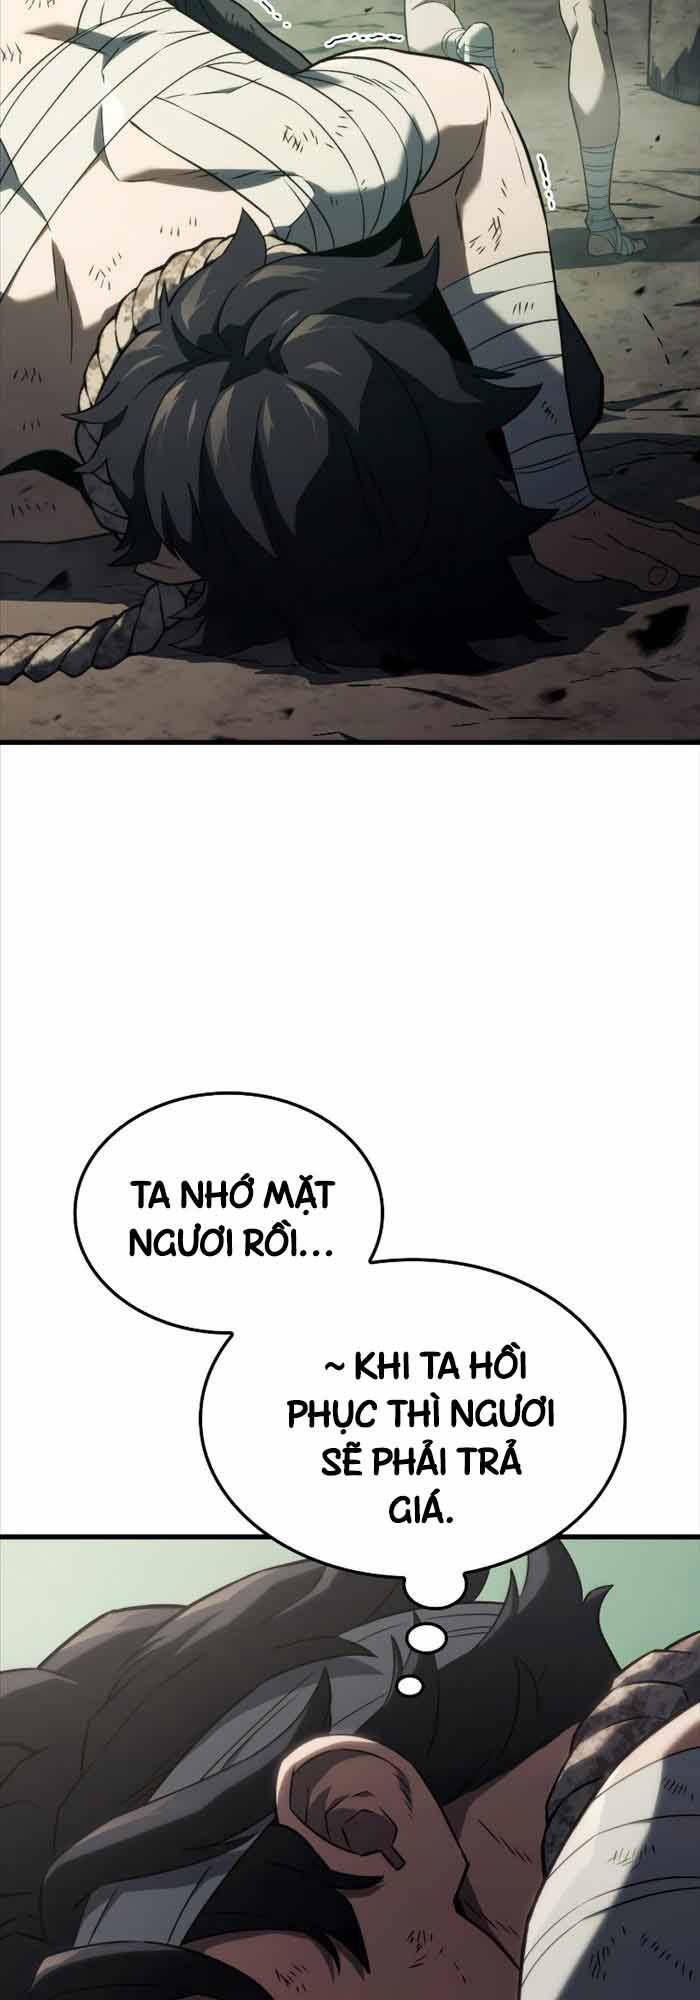 TA NHỚ MẶT
NGƯƠI RỒI...
~ KHI TA HỒI
PHỤC THÌ NGƯƠI
SẼ PHẢI TRẢ
GIÁ.